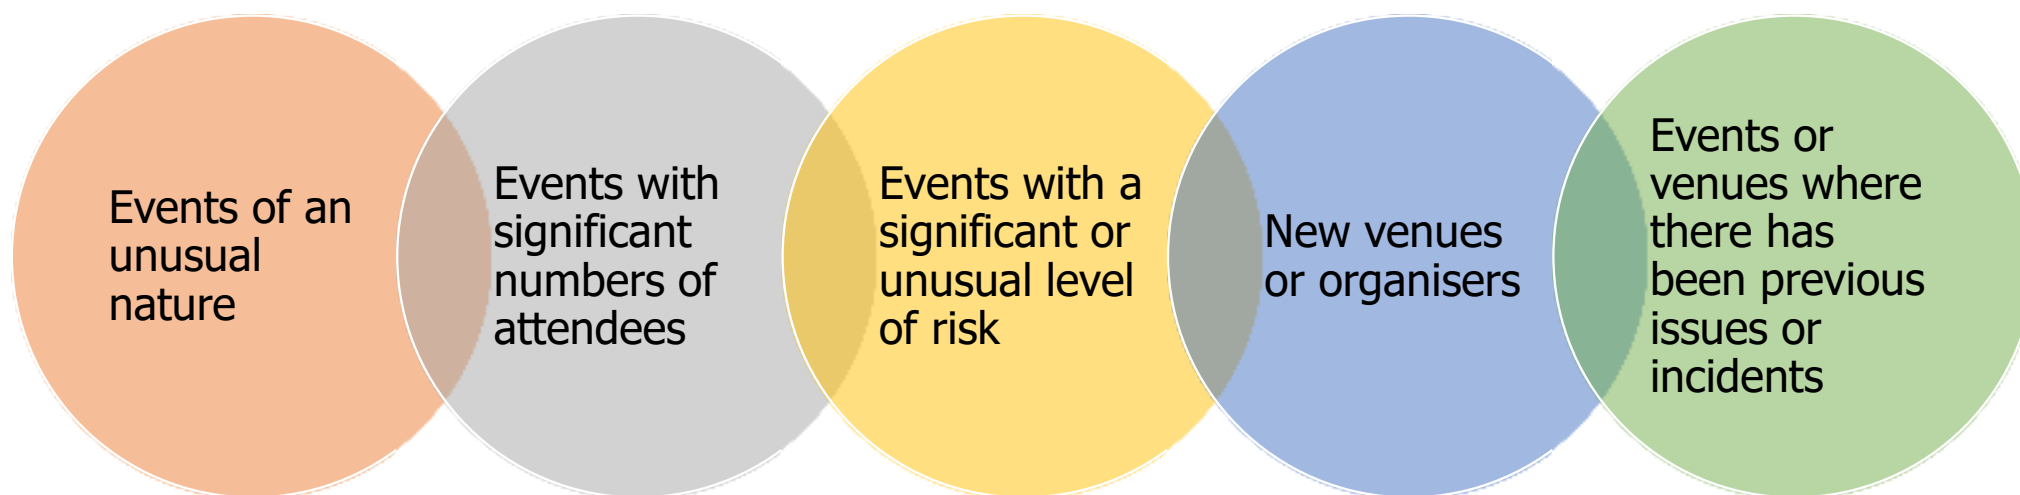 Events of an
unusual
nature
Events with
significant
numbers of
attendees
Events with a
significant or
unusual level
of risk
New venues
or organisers
Events or
venues where
there has
been previous
issues or
incidents